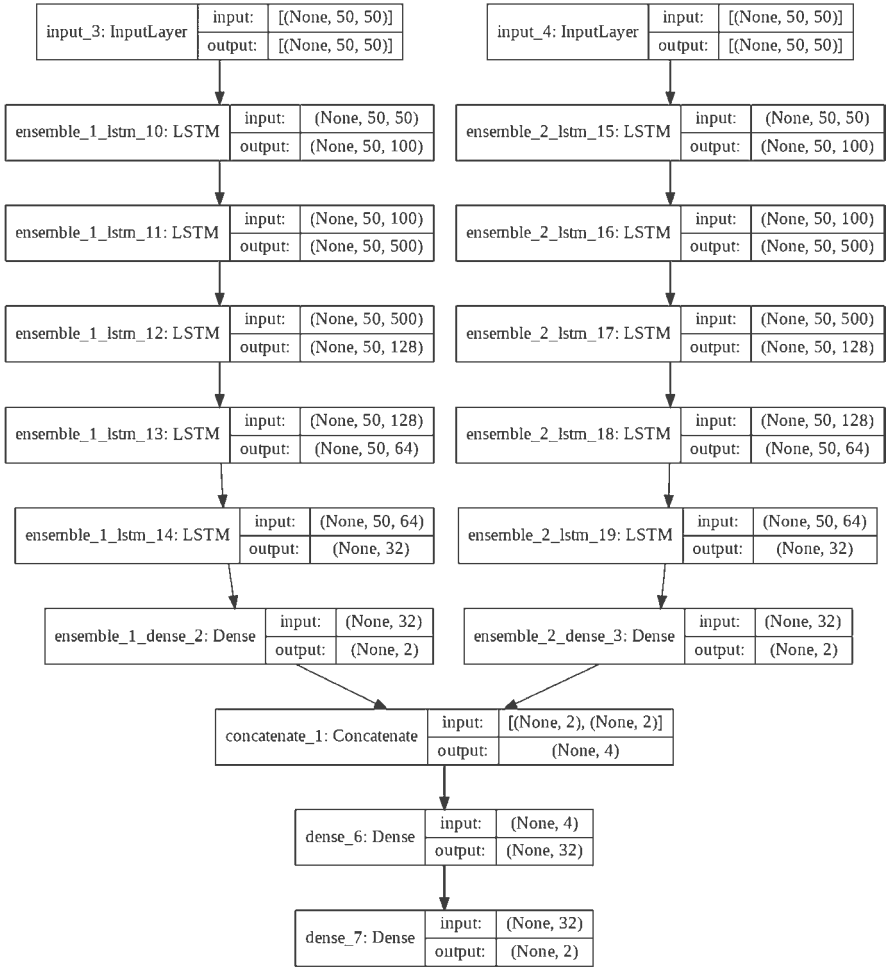 input_3: InputLayer
input: [(None, 50, 50)]
output: [(None, 50, 50)]
input_4: InputLayer
input: [(None, 50, 50)]
output: [(None, 50, 50)]
ensemble_1_lstm_10: LSTM
input: (None, 50, 50)
output: (None, 50, 100)
ensemble_2_lstm_15: LSTM
input: (None, 50, 50)
output: (None, 50, 100)
ensemble_1_lstm_11: LSTM
input: (None, 50, 100)
output: (None, 50, 500)
ensemble_2_lstm_16: LSTM
input: (None, 50, 100)
output: (None, 50, 500)
ensemble_1_lstm_12: LSTM
input: (None, 50, 500)
output: (None, 50, 128)
ensemble_2_lstm_17: LSTM
input: (None, 50, 500)
output: (None, 50, 128)
ensemble_1_lstm_13: LSTM
input: (None, 50, 128)
output: (None, 50, 64)
ensemble_2_lstm_18: LSTM
input: (None, 50, 128)
output: (None, 50, 64)
ensemble_1_lstm_14: LSTM
input: (None, 50, 64)
output: (None, 32)
ensemble_2_lstm_19: LSTM
input: (None, 50, 64)
output: (None, 32)
ensemble_1_dense_2: Dense
input: (None, 32)
output: (None, 2)
ensemble_2_dense_3: Dense
input: (None, 32)
output: (None, 2)
concatenate_1: Concatenate
input: [(None, 2), (None, 2)]
output: (None, 4)
dense_6: Dense
input: (None, 4)
output: (None, 32)
dense_7: Dense
input: (None, 32)
output: (None, 2)